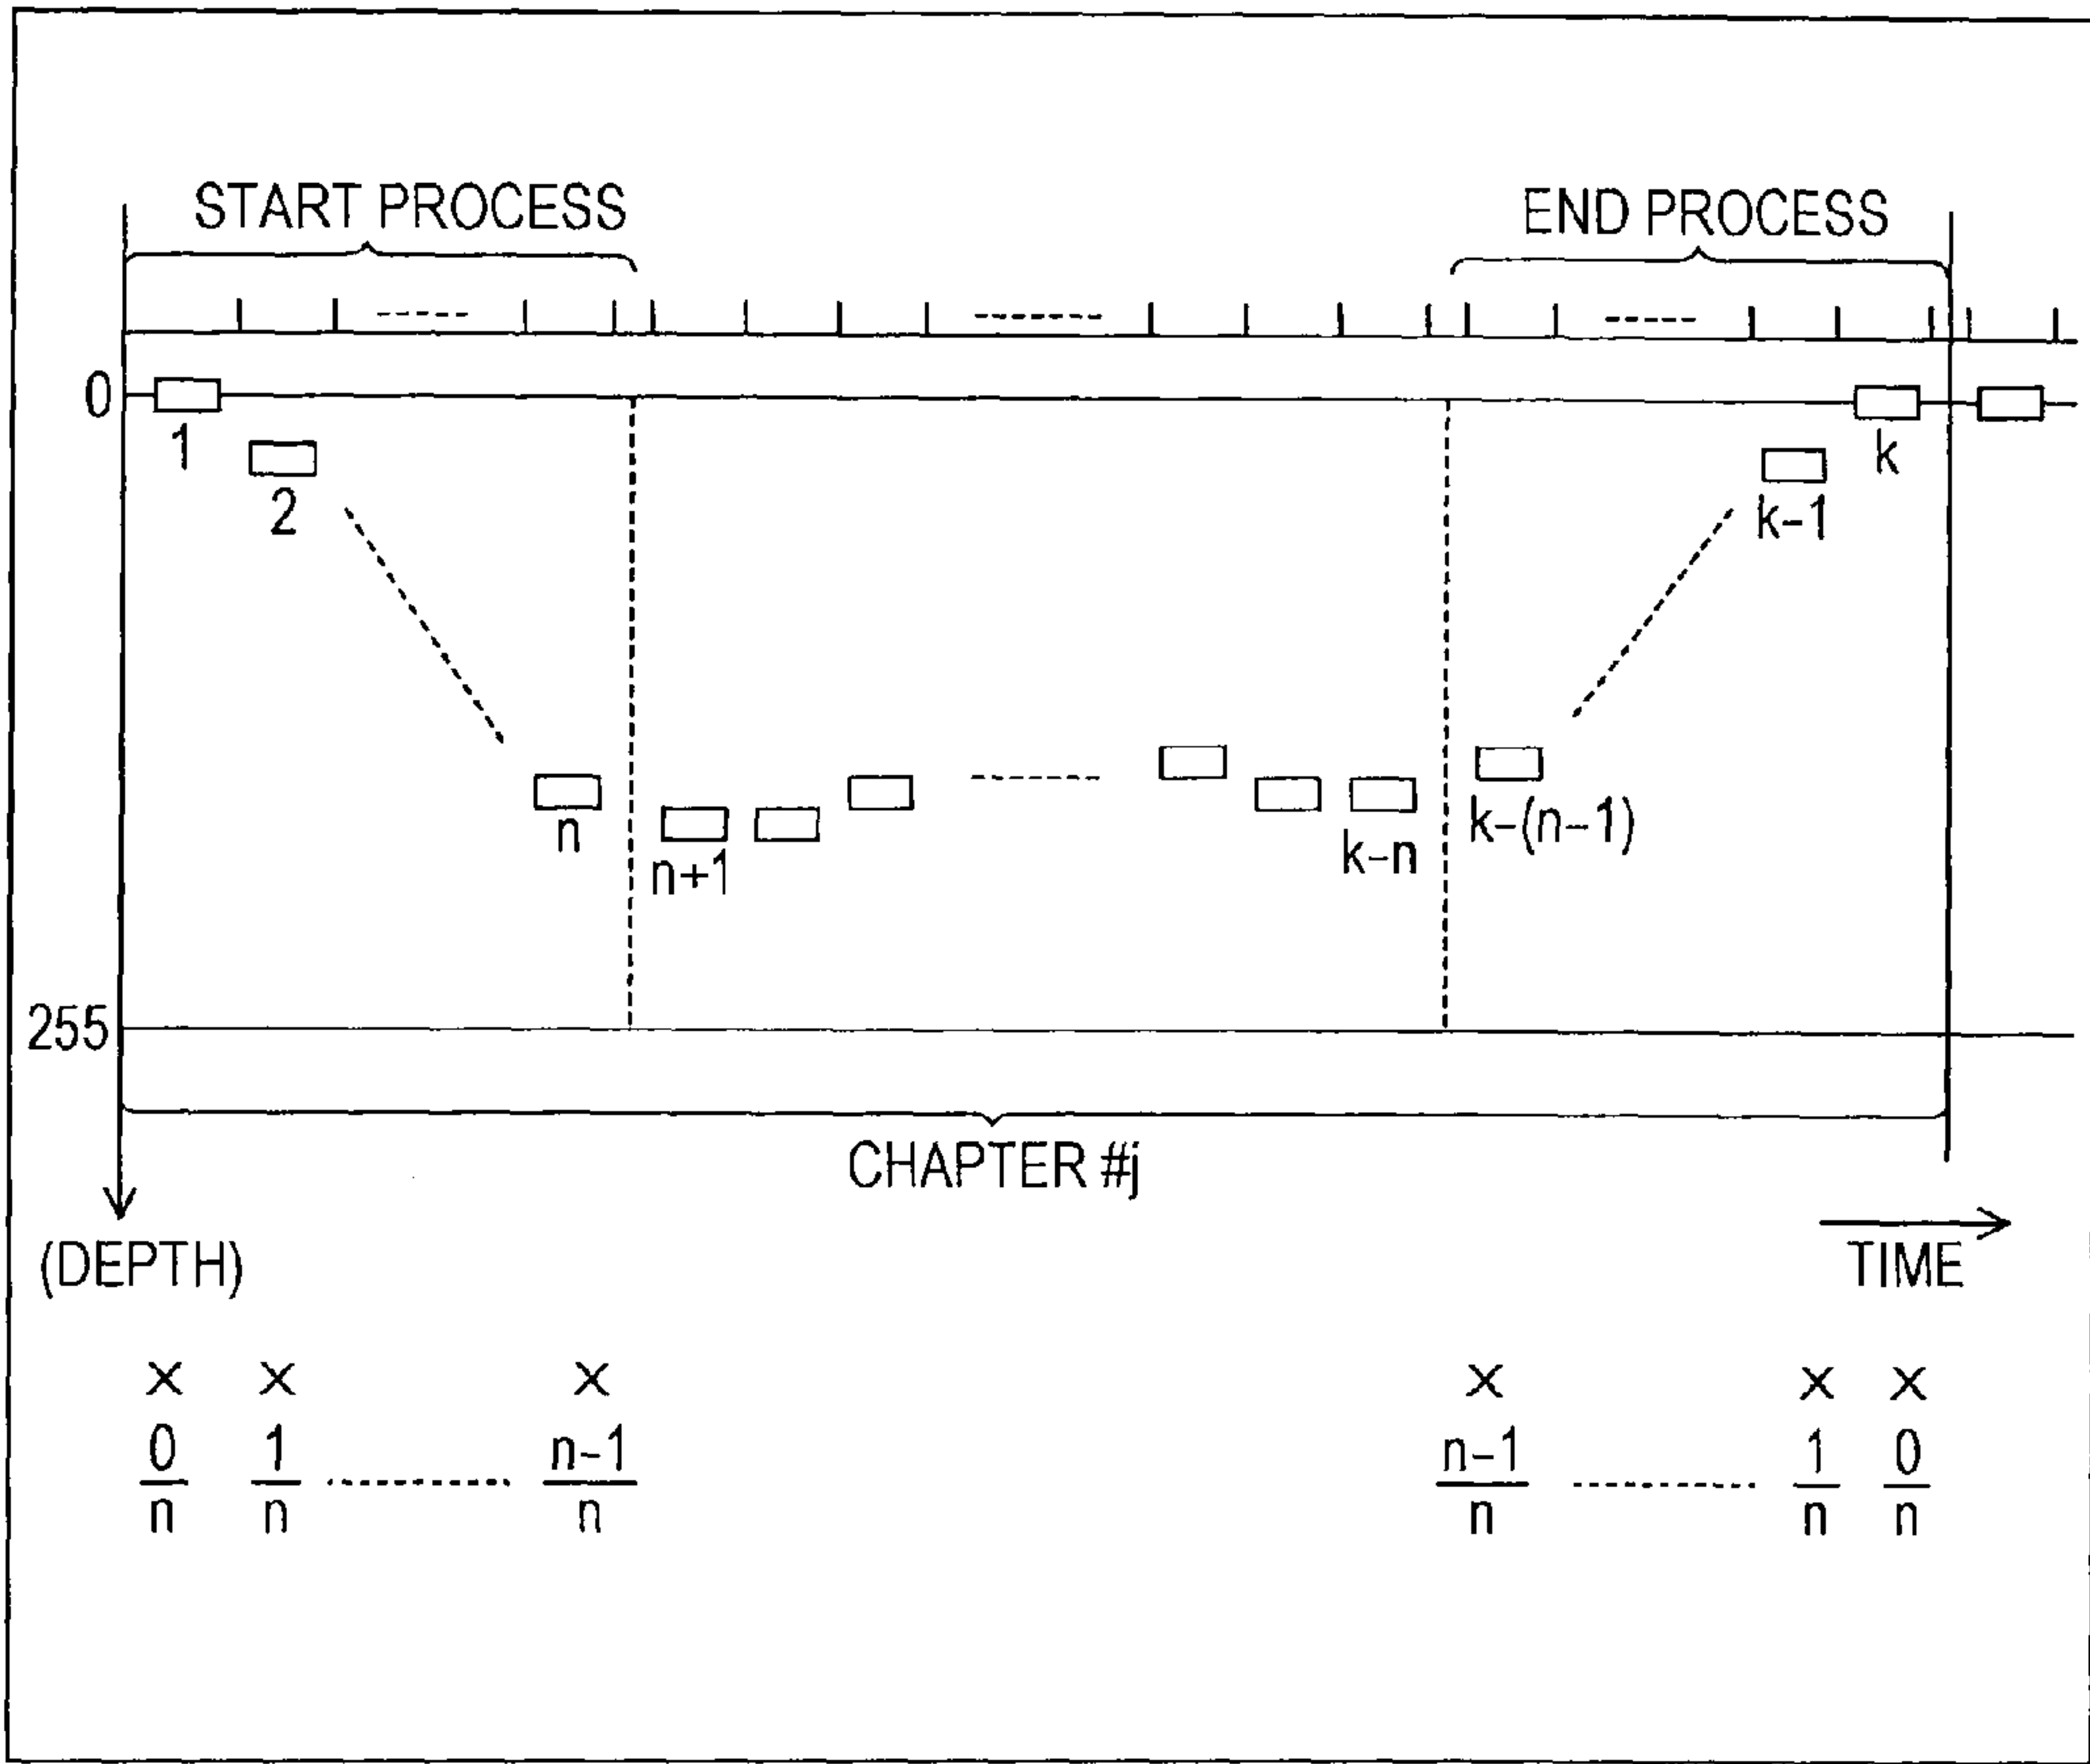 START PROCESS
END PROCESS
0
1
k
2
k-1
n
n+1
k-n
k-(n-1)
255
CHAPTER #j
(DEPTH)
TIME
× × × × × ×
0/n 1/n n-1/n n-1/n 1/n 0/n